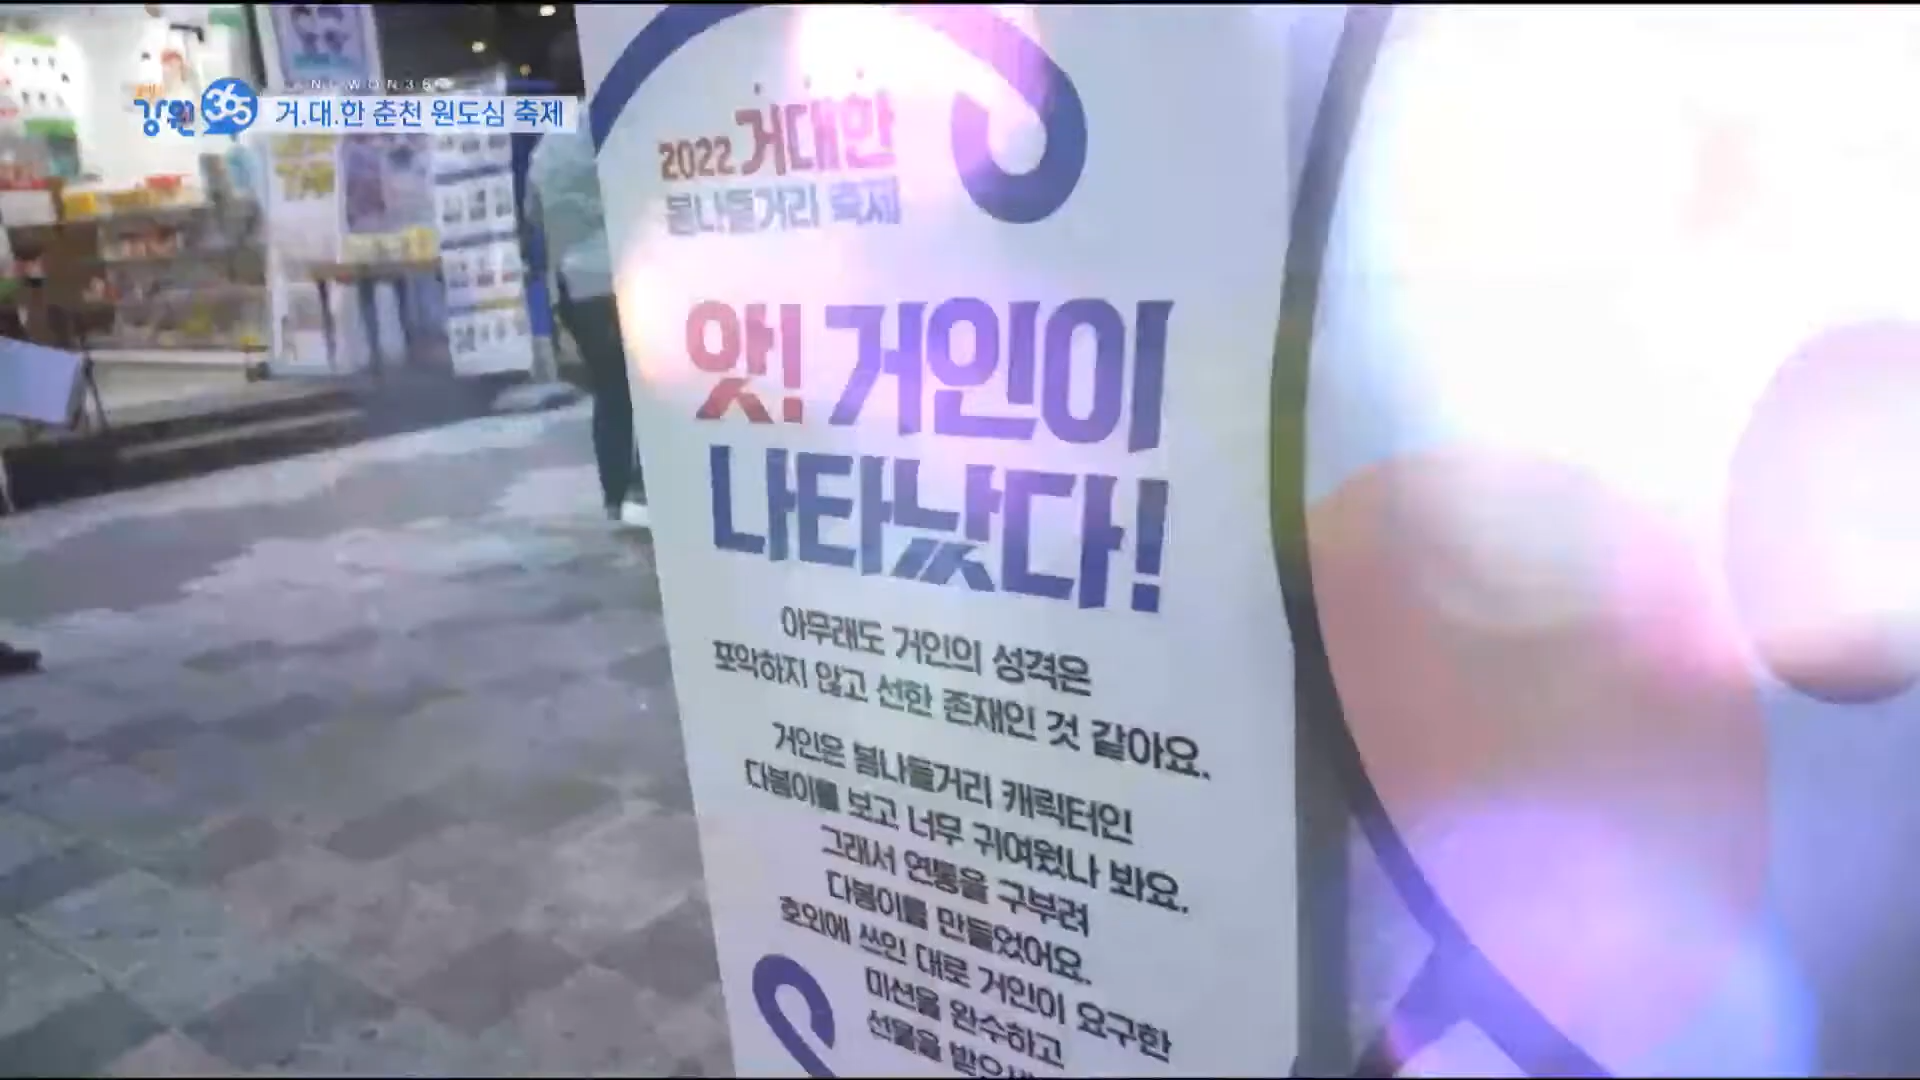 강원 365
거.대.한 춘천 원도심 축제
2022 거대한
봄나들거리 축제
앗! 거인이
나타났다!
아무래도 거인의 성격은
포악하지 않고 선한 존재인 것 같아요.
거인은 봄나들거리 캐릭터인
다봄이를 보고 너무 귀여웠나 봐요.
그래서 연통을 구부려
다봄이를 만들었어요.
호외에 쓰인 대로 거인이 요구한
미션을 완수하고
선물을